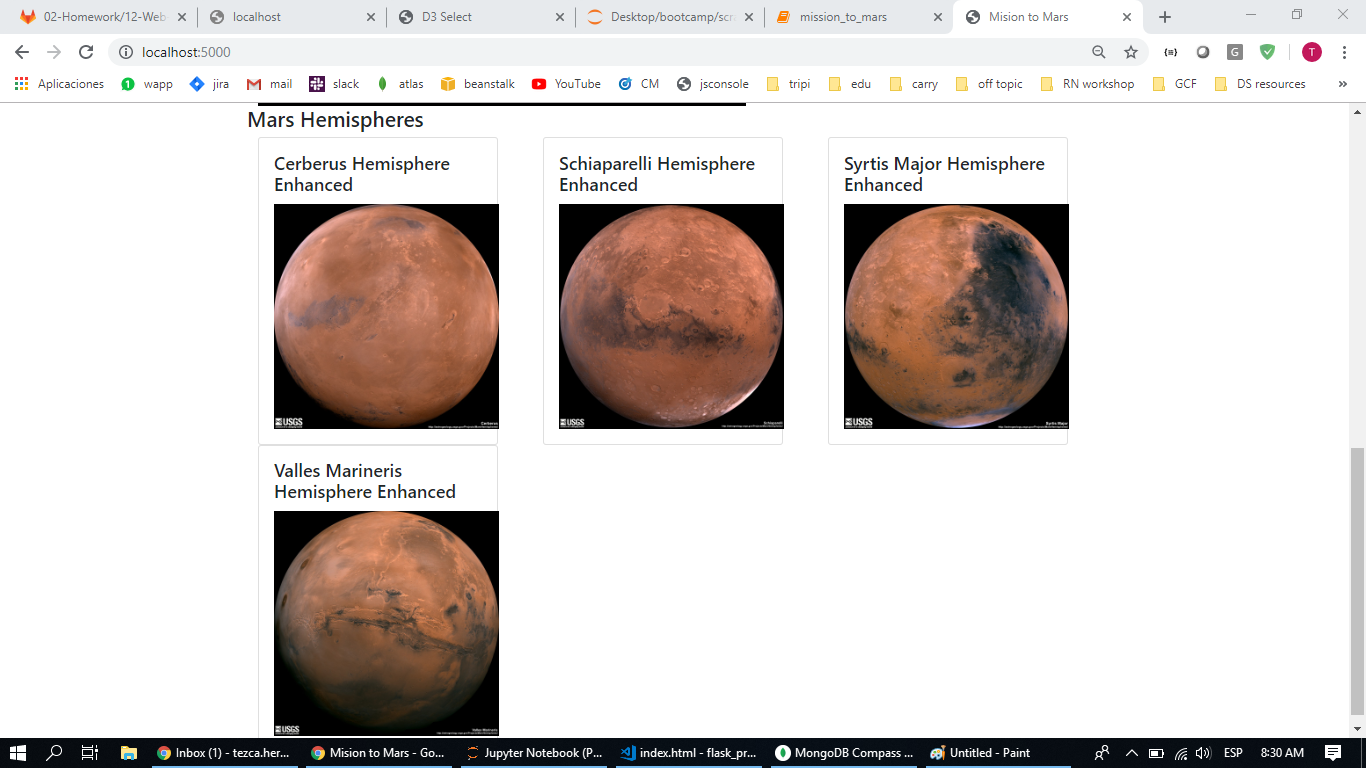 02-Homework/12-Web
localhost
D3 Select
Desktop/bootcamp/scr
mission_to_mars
Mision to Mars
localhost:5000
G
T
Aplicaciones
1
wapp
jira
mail
slack
atlas
beanstalk
YouTube
CM
jsconsole
tripi
edu
carry
off topic
RN workshop
GCF
DS resources
»
Mars Hemispheres
Cerberus Hemisphere
Enhanced
Schiaparelli Hemisphere
Enhanced
Syrtis Major Hemisphere
Enhanced
USGS
Cerberus
USGS
Schiaparelli
USGS
Syrtis Major
Valles Marineris
Hemisphere Enhanced
USGS
Valles Marineris
Inbox (1) - tezca.her...
Mision to Mars - Go...
Jupyter Notebook (P...
index.html - flask_pr...
MongoDB Compass ...
Untitled - Paint
ESP
8:30 AM